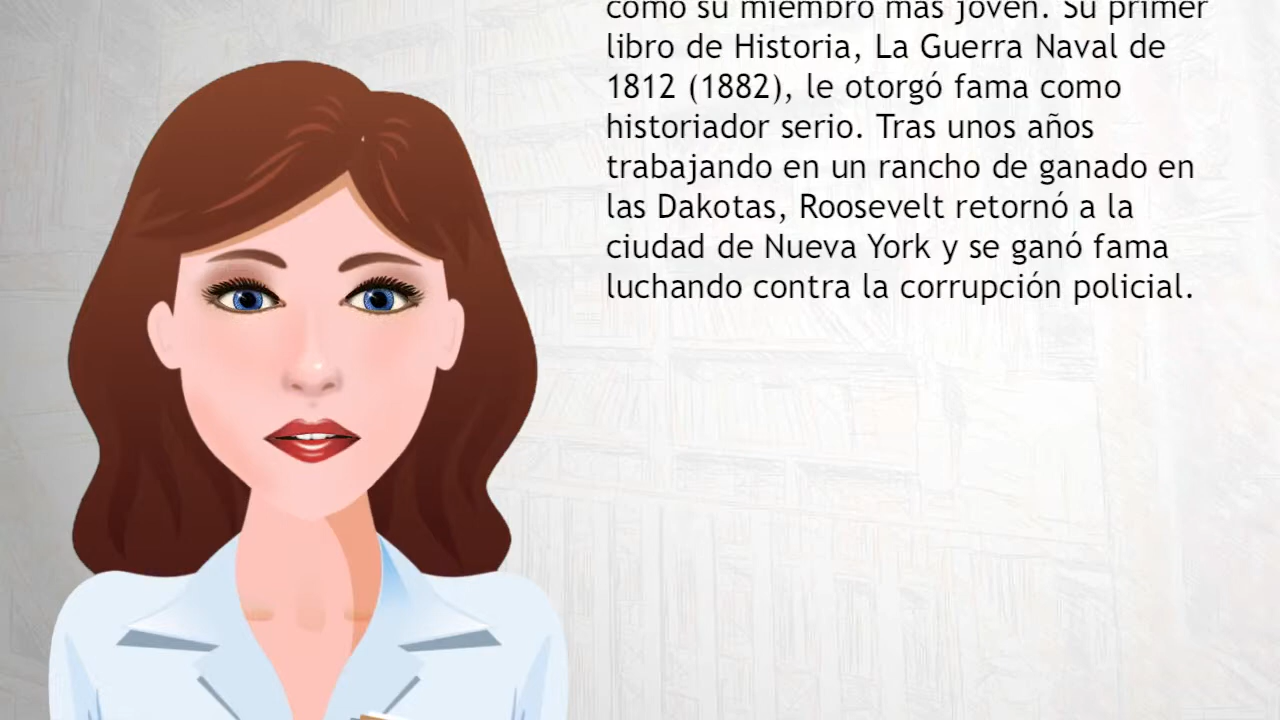 como su miembro más joven. Su primer
libro de Historia, La Guerra Naval de
1812 (1882), le otorgó fama como
historiador serio. Tras unos años
trabajando en un rancho de ganado en
las Dakotas, Roosevelt retornó a la
ciudad de Nueva York y se ganó fama
luchando contra la corrupción policial.